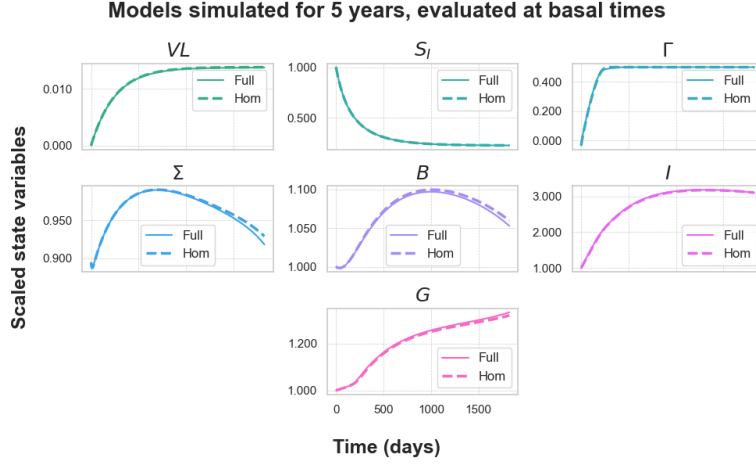 Models simulated for 5 years, evaluated at basal times
VL
S_I
Γ
0.010
0.000
Full
Hom
1.000
0.500
Full
Hom
0.400
0.200
0.000
Full
Hom
Σ
B
I
0.950
0.900
Full
Hom
1.100
1.050
1.000
Full
Hom
3.000
2.000
1.000
Full
Hom
G
1.200
1.000
Full
Hom
0
500
1000
1500
Scaled state variables
Time (days)